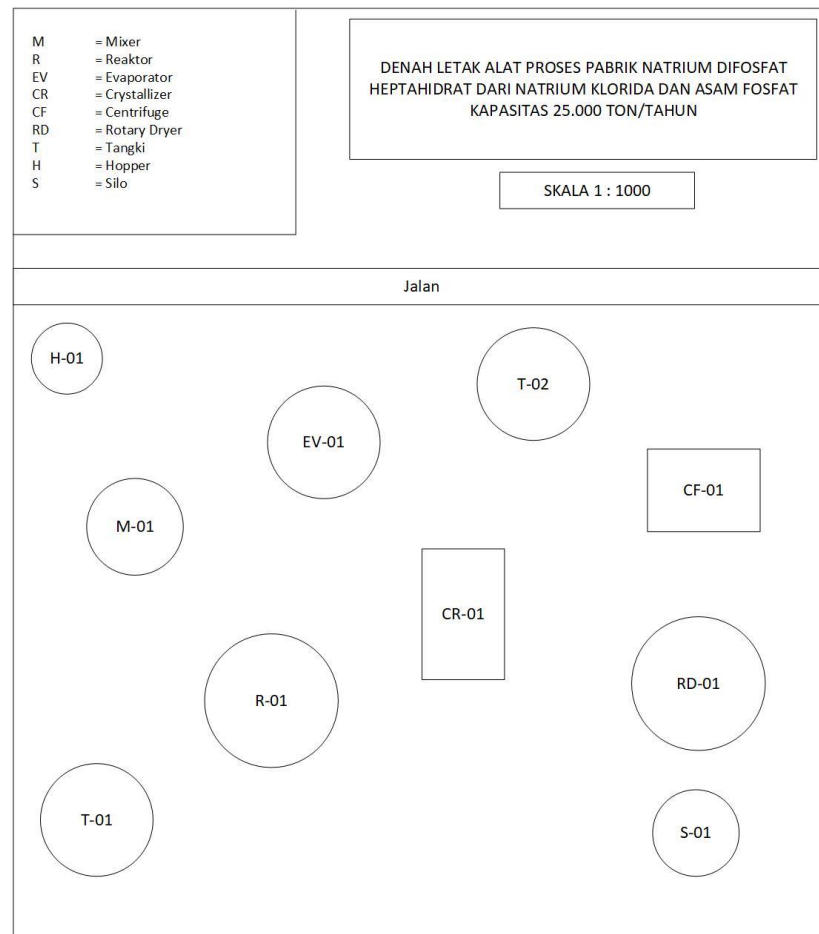 M = Mixer
R = Reaktor
EV = Evaporator
CR = Crystallizer
CF = Centrifuge
RD = Rotary Dryer
T = Tangki
H = Hopper
S = Silo
DENAH LETAK ALAT PROSES PABRIK NATRIUM DIFOSFAT
HEPTAHIDRAT DARI NATRIUM KLORIDA DAN ASAM FOSFAT
KAPASITAS 25.000 TON/TAHUN
SKALA 1 : 1000
Jalan
H-01
T-02
EV-01
CF-01
M-01
CR-01
RD-01
R-01
T-01
S-01